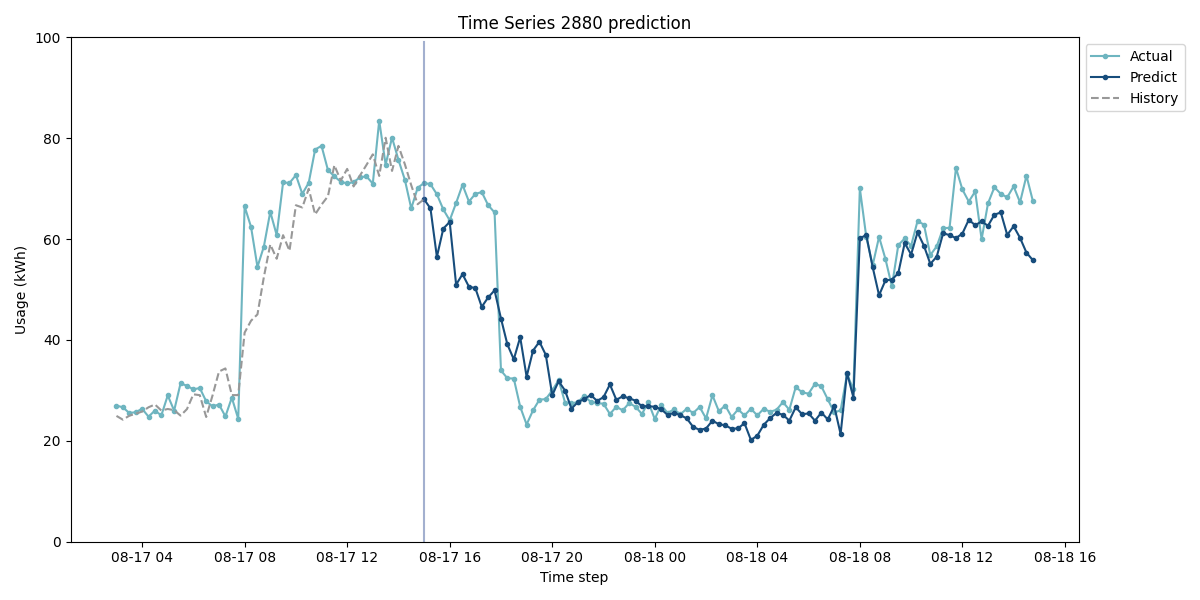 Time Series 2880 prediction
100
80
60
40
20
0
Usage (kWh)
08-17 04 08-17 08 08-17 12 08-17 16 08-17 20 08-18 00 08-18 04 08-18 08 08-18 12 08-18 16
Time step
Actual
Predict
History